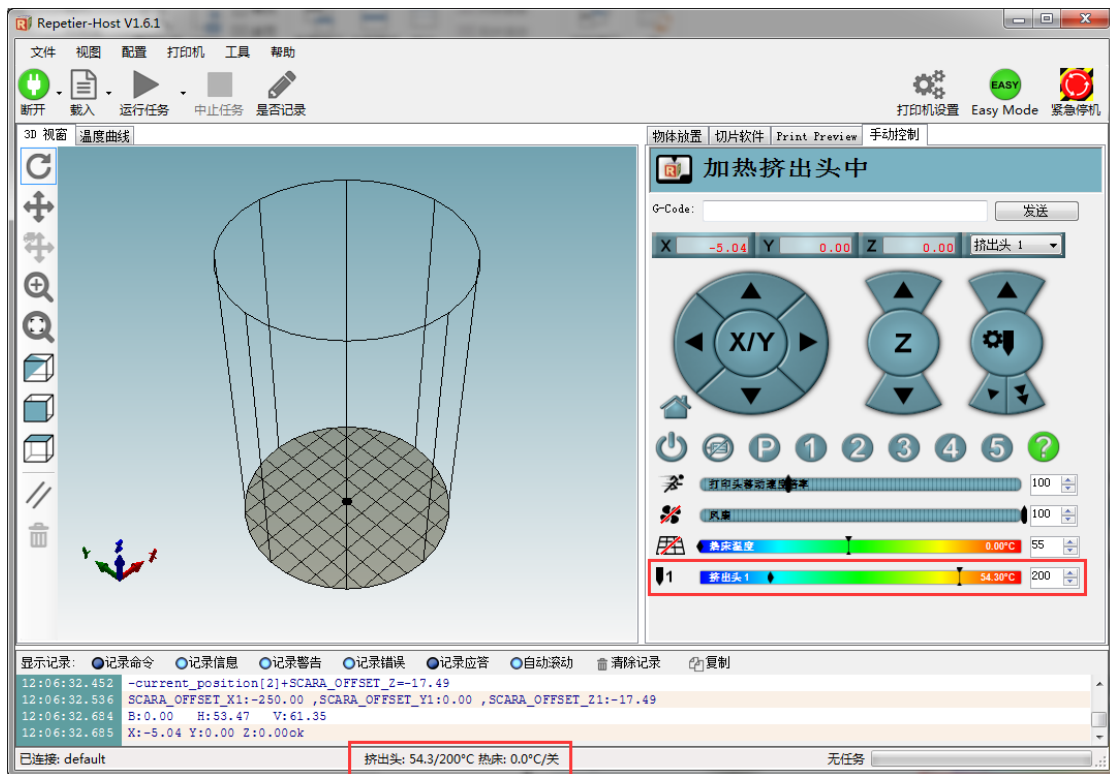 Repetier-Host V1.6.1
文件 视图 配置 打印机 工具 帮助
断开 载入 运行任务 中止任务 是否记录 打印机设置 EASY Easy Mode 紧急停机
3D 视窗 温度曲线 物体放置 切片软件 Print Preview 手动控制
加热挤出头中
G-Code: 发送
X -5.04 Y 0.00 Z 0.00 挤出头 1
X/Y Z
P 1 2 3 4 5 ?
打印头移动速度倍率 100
风扇 100
热床温度 0.00°C 55
1 挤出头 1 54.30°C 200
Y Z X
显示记录: 记录命令 记录信息 记录警告 记录错误 记录应答 自动滚动 清除记录 复制
12:06:32.452 -current_position[2]+SCARA_OFFSET_Z=-17.49
12:06:32.536 SCARA_OFFSET_X1:-250.00 ,SCARA_OFFSET_Y1:0.00 ,SCARA_OFFSET_Z1:-17.49
12:06:32.684 B:0.00 H:53.47 V:61.35
12:06:32.685 X:-5.04 Y:0.00 Z:0.00ok
已连接: default 挤出头: 54.3/200°C 热床: 0.0°C/关 无任务